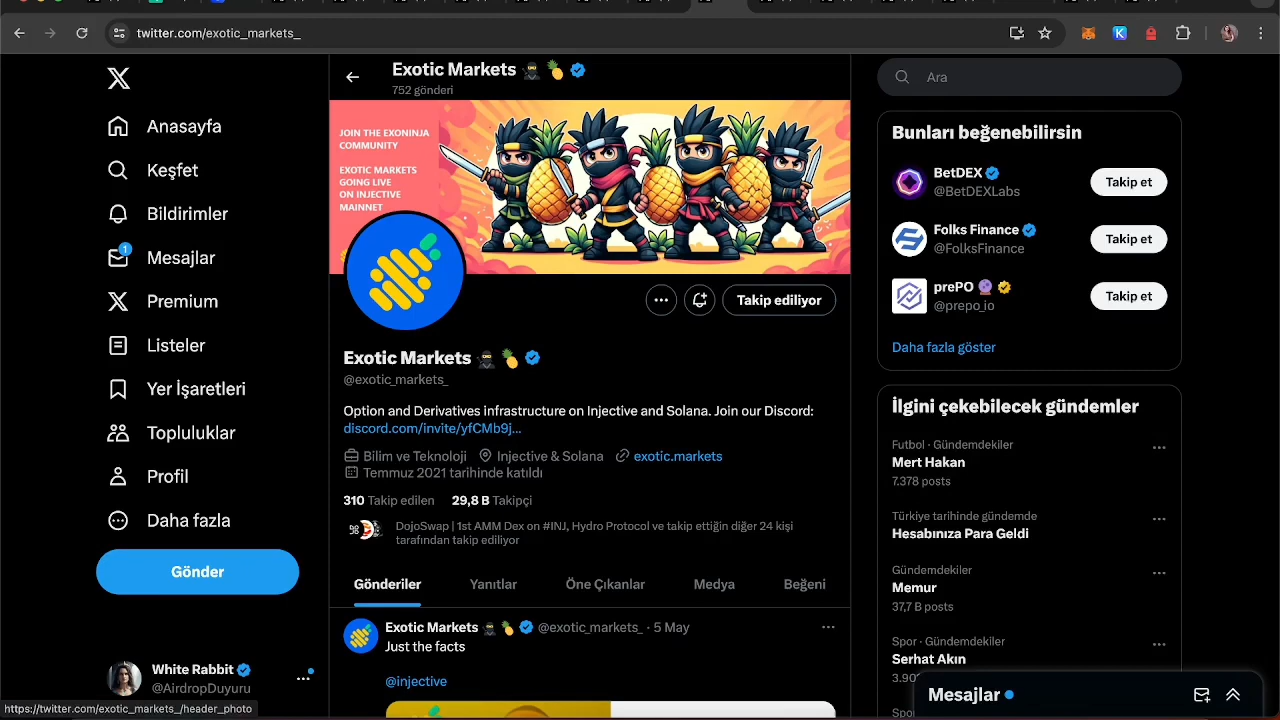 twitter.com/exotic_markets_
Anasayfa
Keşfet
Bildirimler
1
Mesajlar
Premium
Listeler
Yer İşaretleri
Topluluklar
Profil
Daha fazla
Gönder
White Rabbit
@AirdropDuyuru
https://twitter.com/exotic_markets_/header_photo
Exotic Markets
752 gönderi
JOIN THE EXONINJA
COMMUNITY
EXOTIC MARKETS
GOING LIVE
ON INJECTIVE
MAINNET
Takip ediliyor
Exotic Markets
@exotic_markets_
Option and Derivatives infrastructure on Injective and Solana. Join our Discord:
discord.com/invite/yfCMb9j…
Bilim ve Teknoloji Injective & Solana exotic.markets
Temmuz 2021 tarihinde katıldı
310 Takip edilen 29,8 B Takipçi
DojoSwap | 1st AMM Dex on #INJ, Hydro Protocol ve takip ettiğin diğer 24 kişi
tarafından takip ediliyor
Gönderiler Yanıtlar Öne Çıkanlar Medya Beğeni
Exotic Markets @exotic_markets_ · 5 May
Just the facts
@injective
Ara
Bunları beğenebilirsin
BetDEX
@BetDEXLabs
Takip et
Folks Finance
@FolksFinance
Takip et
prePO
@prepo_io
Takip et
Daha fazla göster
İlgini çekebilecek gündemler
Futbol · Gündemdekiler
Mert Hakan
7.378 posts
Türkiye tarihinde gündemde
Hesabınıza Para Geldi
Gündemdekiler
Memur
37,7 B posts
Spor · Gündemdekiler
Serhat Akın
Spor
Mesajlar